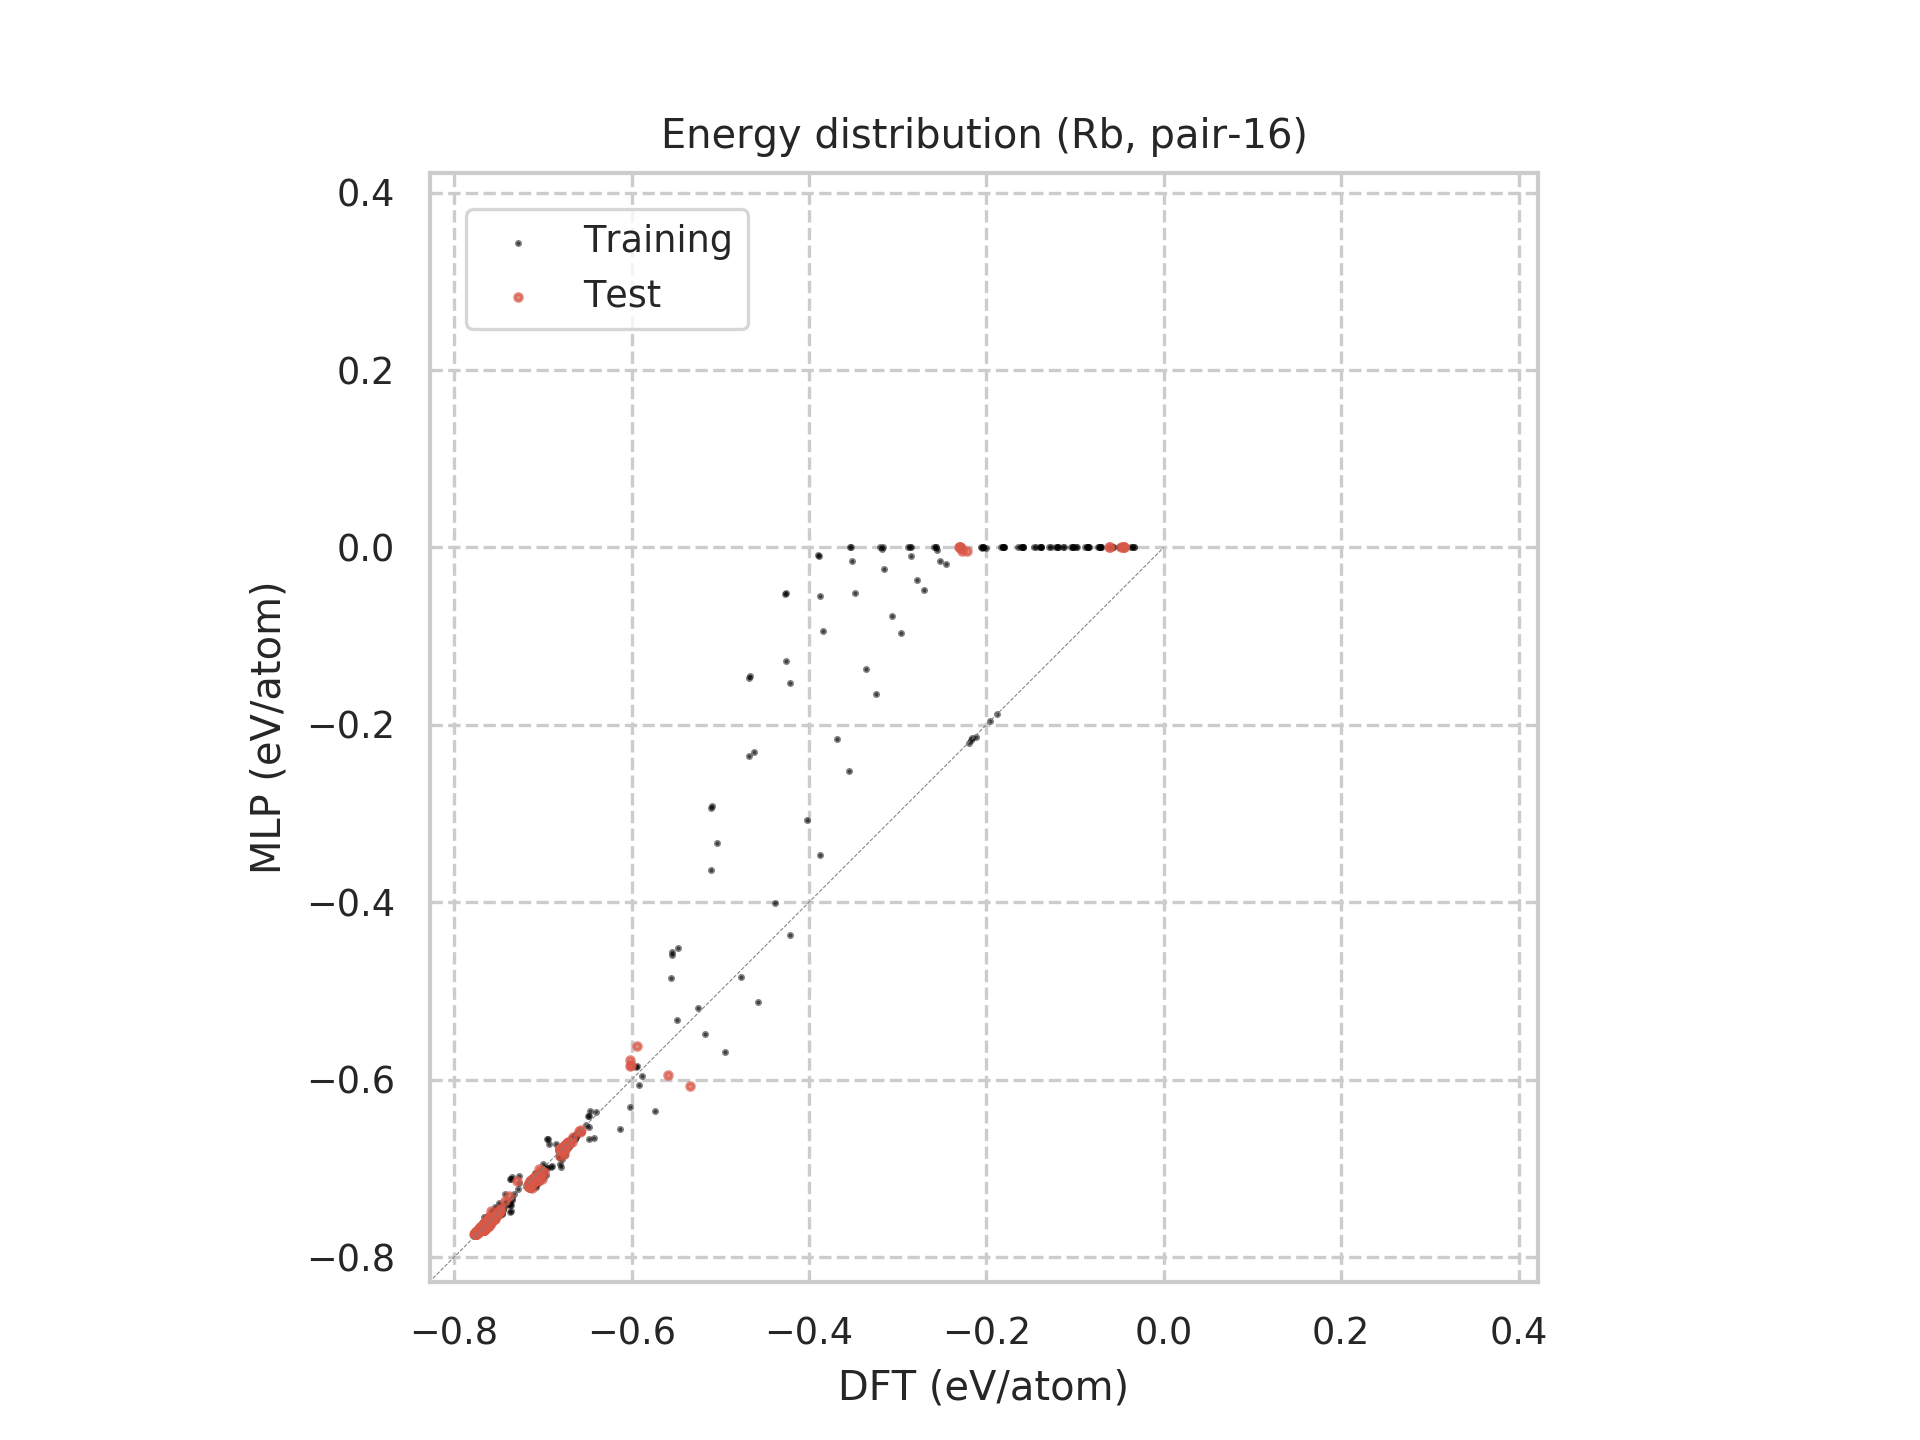 Energy distribution (Rb, pair-16)
0.4
Training
Test
0.2
0.0
MLP (eV/atom)
−0.2
−0.4
−0.6
−0.8
−0.8 −0.6 −0.4 −0.2 0.0 0.2 0.4
DFT (eV/atom)